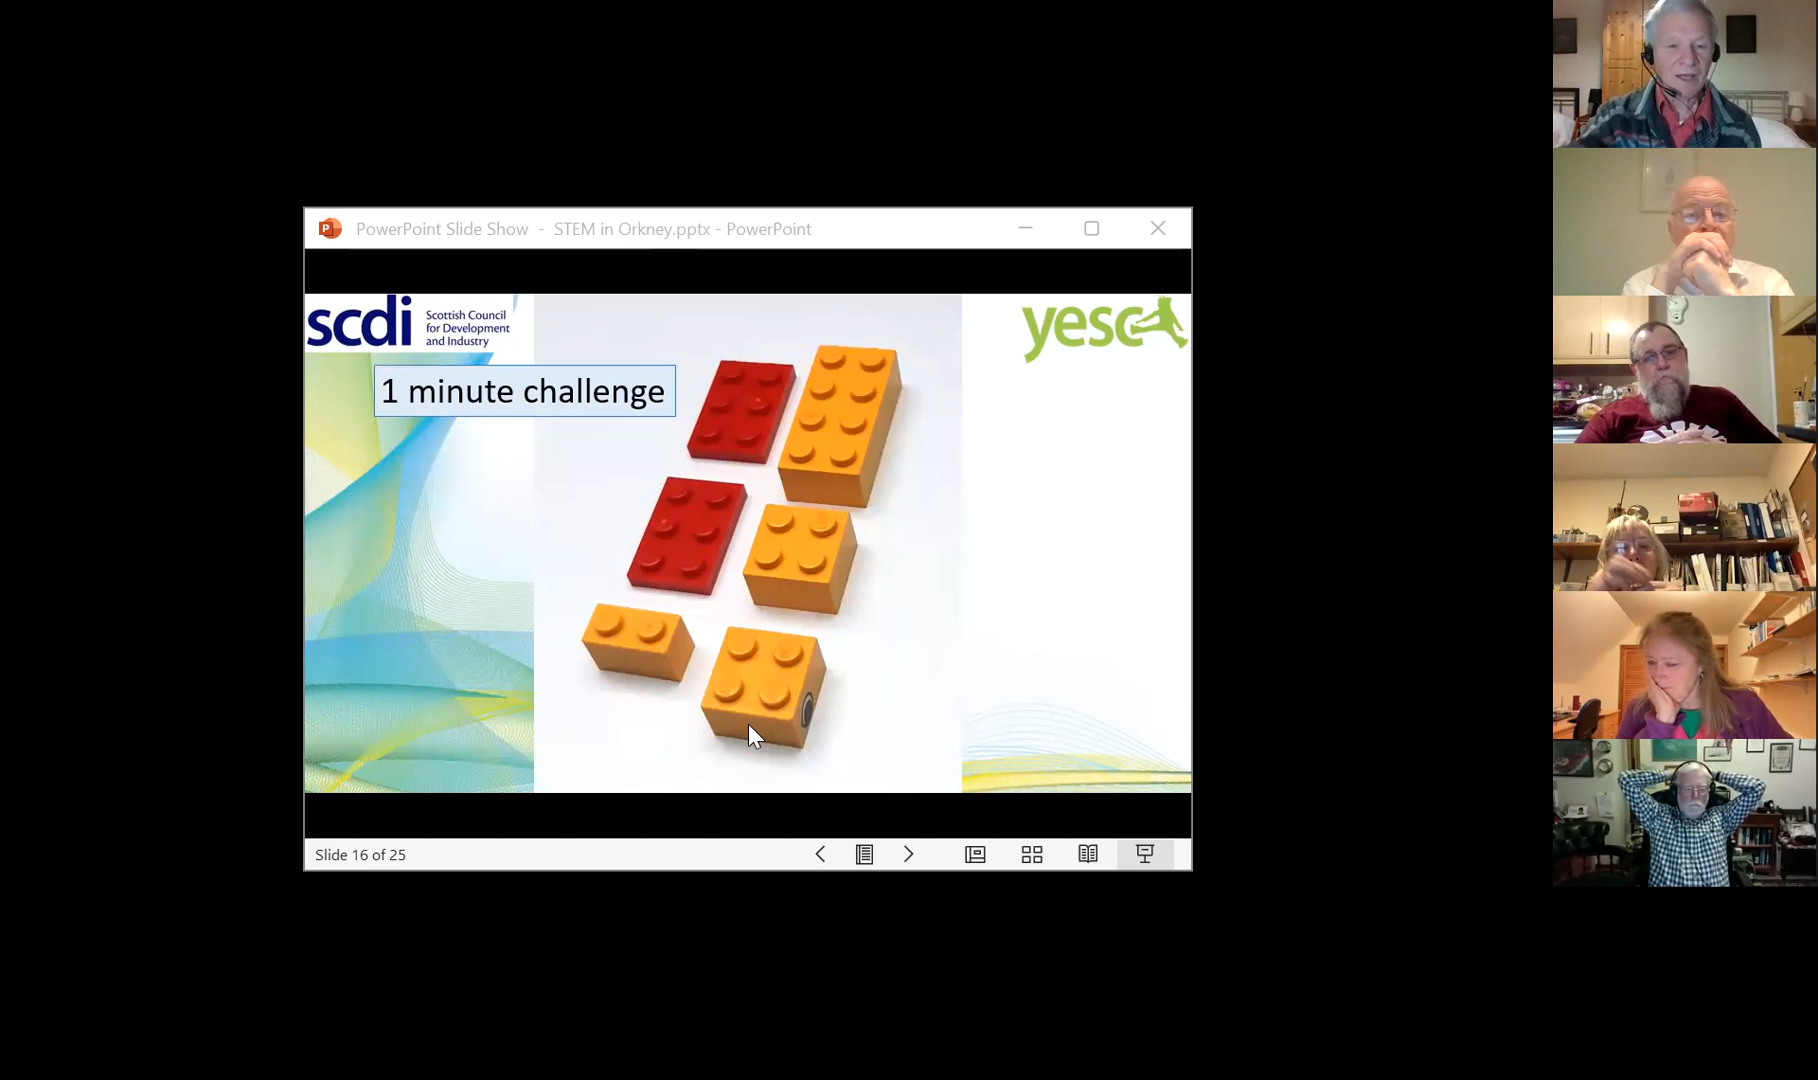 PowerPoint Slide Show - STEM in Orkney.pptx - PowerPoint
scdi
Scottish Council
for Development
and Industry
yesc
1 minute challenge
Slide 16 of 25